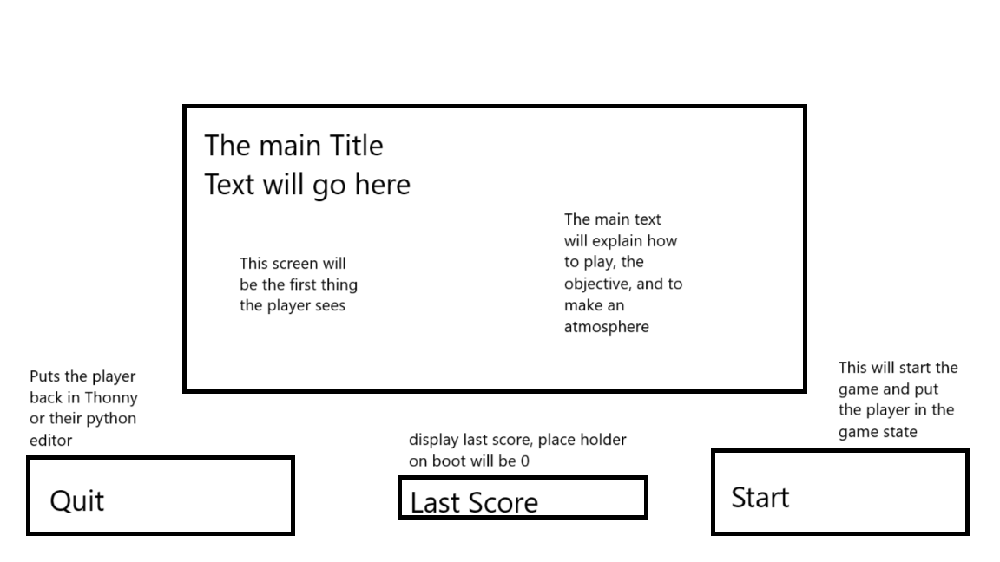 The main Title
Text will go here
This screen will
be the first thing
the player sees
The main text
will explain how
to play, the
objective, and to
make an
atmosphere
Puts the player
back in Thonny
or their python
editor
Quit
display last score, place holder
on boot will be 0
Last Score
This will start the
game and put
the player in the
game state
Start